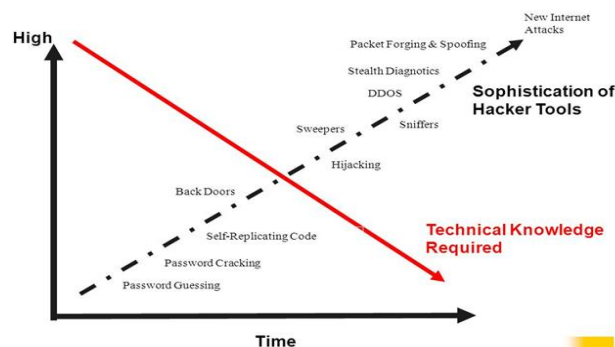 New Internet
Attacks
High
Packet Forging & Spoofing
Stealth Diagnotics
DDOS
Sophistication of
Hacker Tools
Sweepers
Sniffers
Hijacking
Back Doors
Technical Knowledge
Required
Self-Replicating Code
Password Cracking
Password Guessing
Time